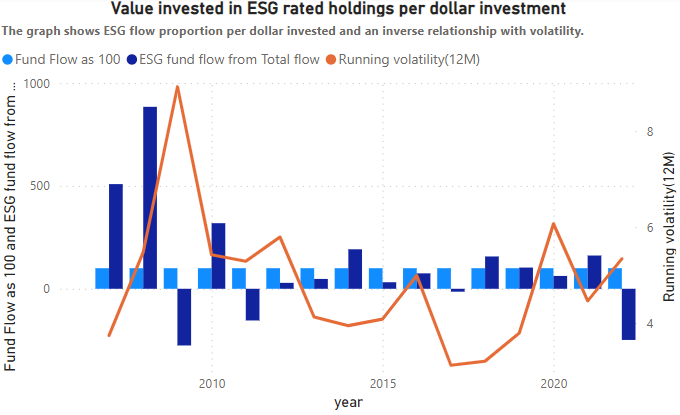 Value invested in ESG rated holdings per dollar investment
The graph shows ESG flow proportion per dollar invested and an inverse relationship with volatility.
Fund Flow as 100 ESG fund flow from Total flow Running volatility(12M)
Fund Flow as 100 and ESG fund flow from ...
1000
500
0
8
6
4
Running volatility(12M)
2010 2015 2020
year